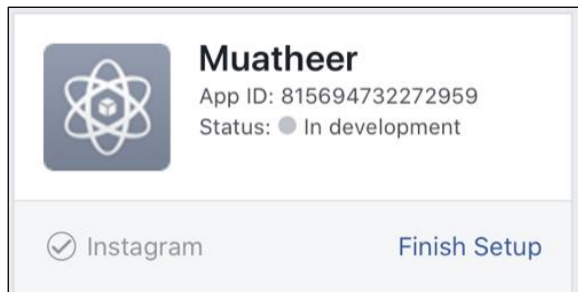 Muatheer
App ID: 815694732272959
Status: In development
Instagram
Finish Setup